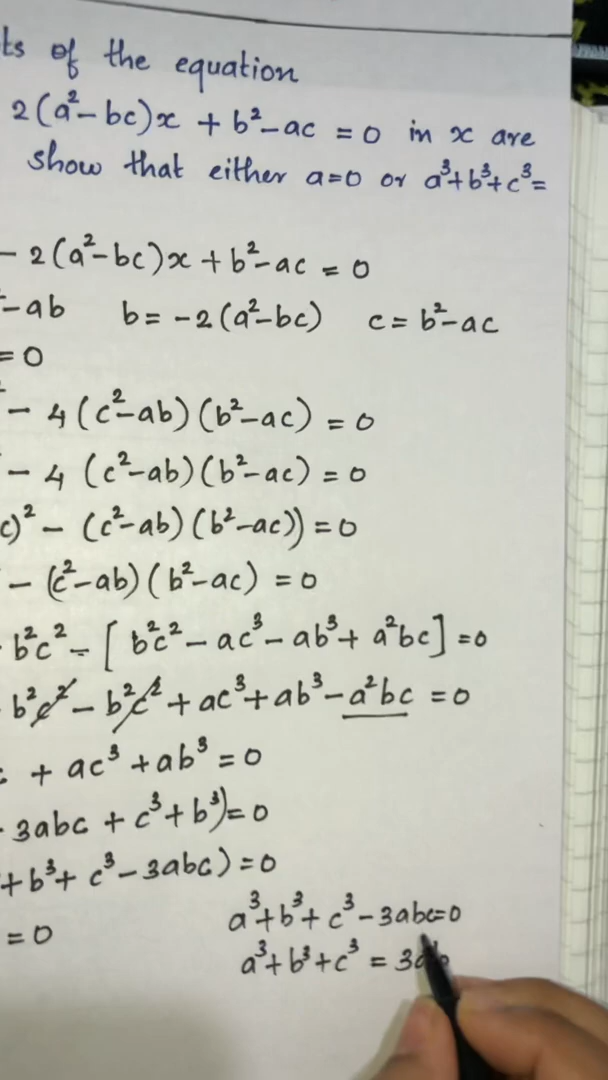 ts of the equation
2(a²-bc)x + b²-ac = 0 in x are
show that either a=0 or a³+b³+c³=
- 2(a²-bc)x + b²-ac = 0
-ab b = -2(a²-bc) c = b²-ac
= 0
- 4(c²-ab)(b²-ac) = 0
- 4 (c²-ab)(b²-ac) = 0
c)² - (c²-ab)(b²-ac)) = 0
- (c²-ab)(b²-ac) = 0
b²c² - [b²c² - ac³ - ab³ + a²bc] = 0
b²c² - b²c² + ac³ + ab³ - a²bc = 0
+ ac³ + ab³ = 0
3abc + c³ + b³) = 0
+ b³ + c³ - 3abc) = 0
a³ + b³ + c³ - 3abc = 0
= 0
a³ + b³ + c³ = 3ab